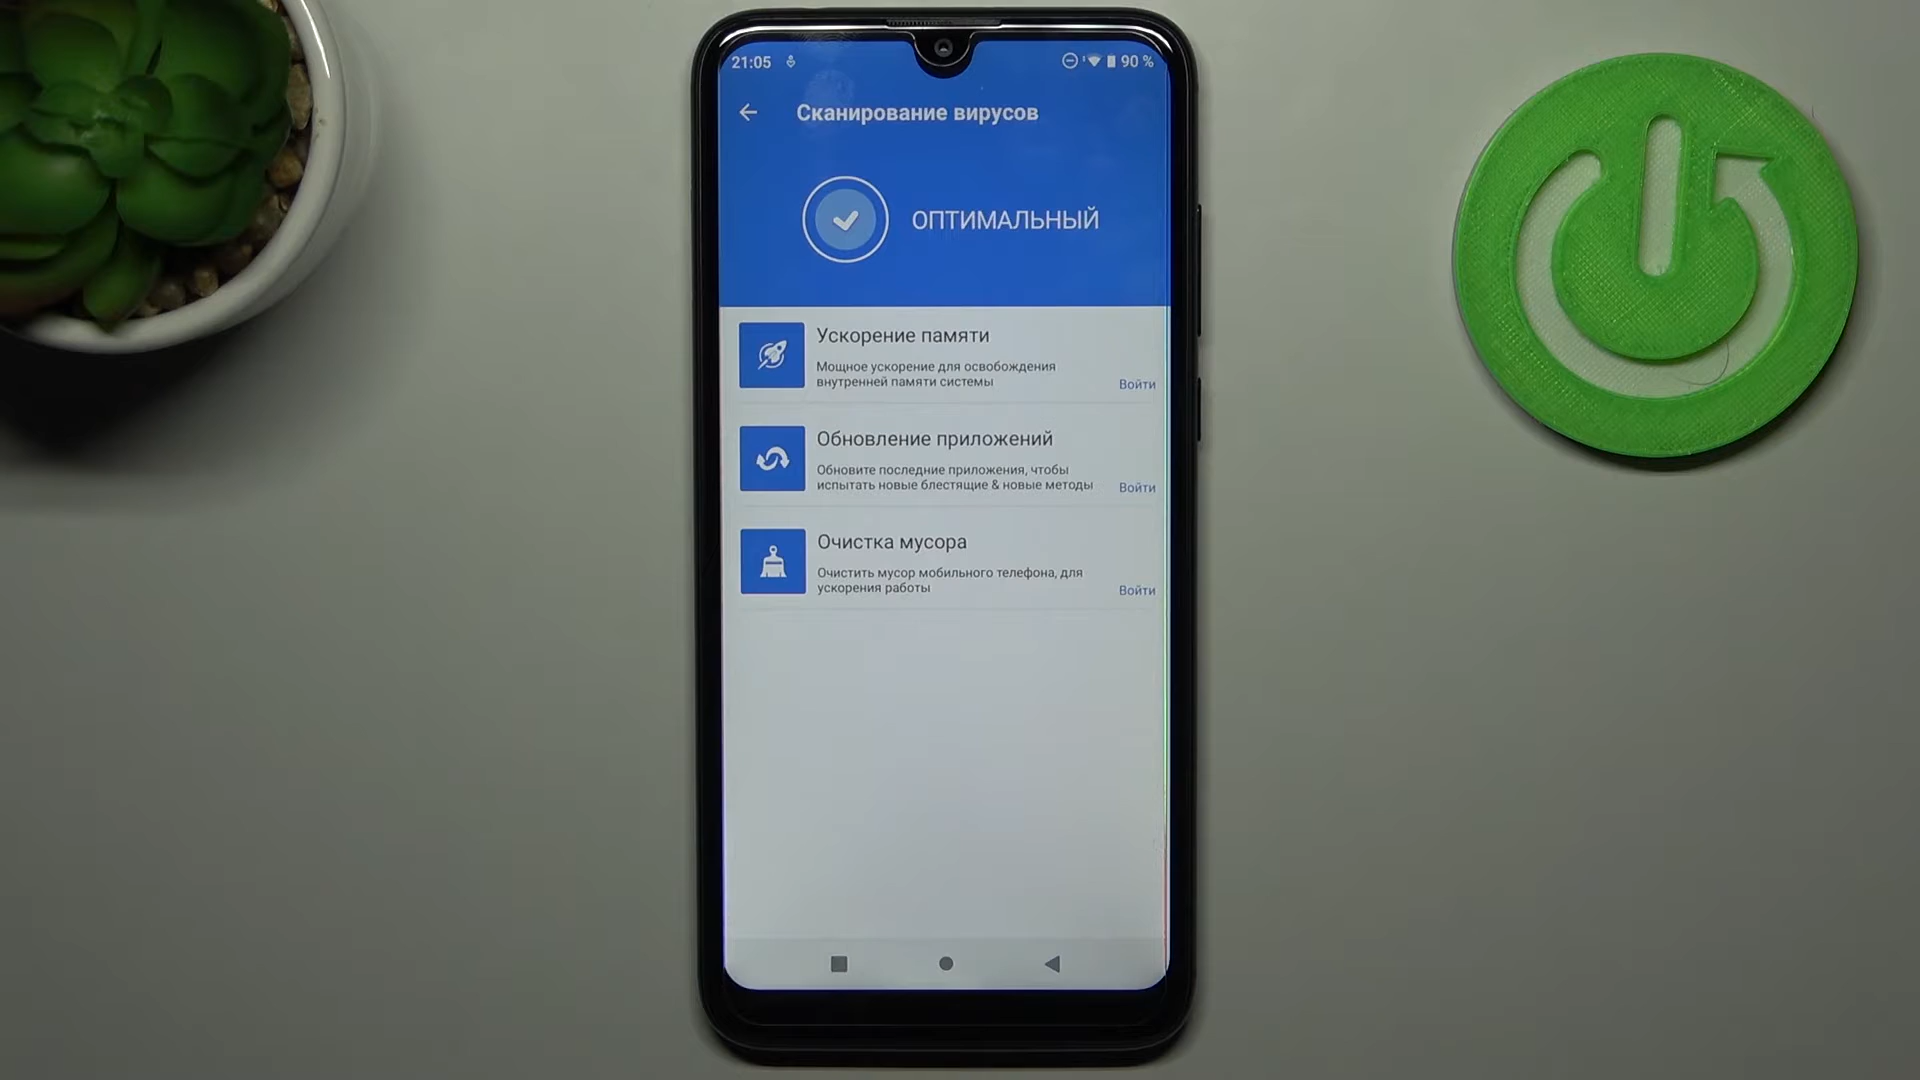 21:05
90 %
Сканирование вирусов
ОПТИМАЛЬНЫЙ
Ускорение памяти
Мощное ускорение для освобождения
внутренней памяти системы
Войти
Обновление приложений
Обновите последние приложения, чтобы
испытать новые блестящие & новые методы
Войти
Очистка мусора
Очистить мусор мобильного телефона, для
ускорения работы
Войти